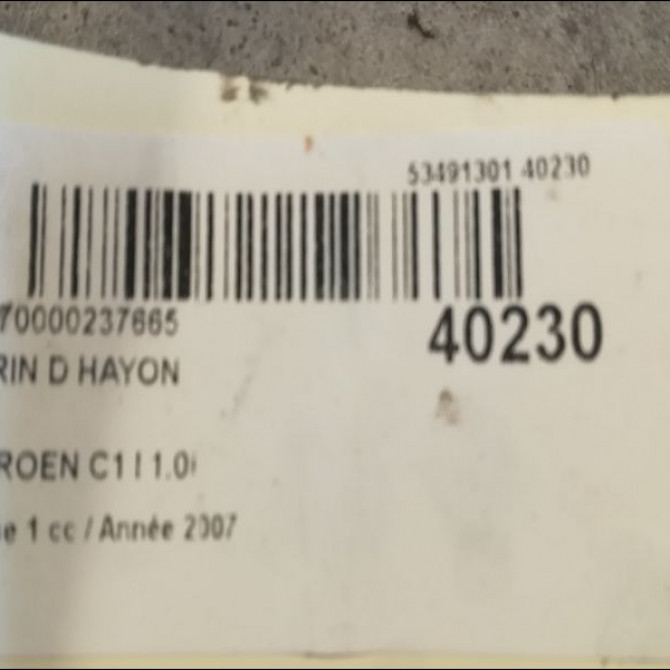 53491301 40230
70000237665
40230
RIN D HAYON
ROEN C1 I 1.0i
e 1 cc / Année 2007